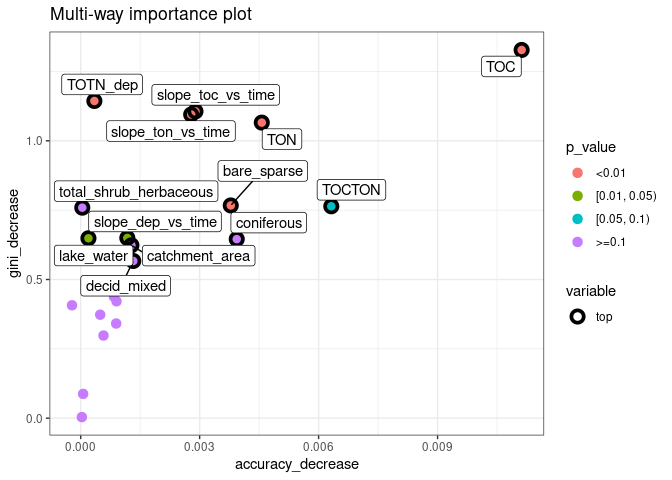 Multi-way importance plot
TOC
TOTN_dep
slope_toc_vs_time
slope_ton_vs_time
TON
bare_sparse
total_shrub_herbaceous
TOCTON
slope_dep_vs_time
coniferous
lake_water
catchment_area
decid_mixed
1.0
0.5
0.0
gini_decrease
0.000
0.003
0.006
0.009
accuracy_decrease
p_value
<0.01
[0.01, 0.05)
[0.05, 0.1)
>=0.1
variable
top